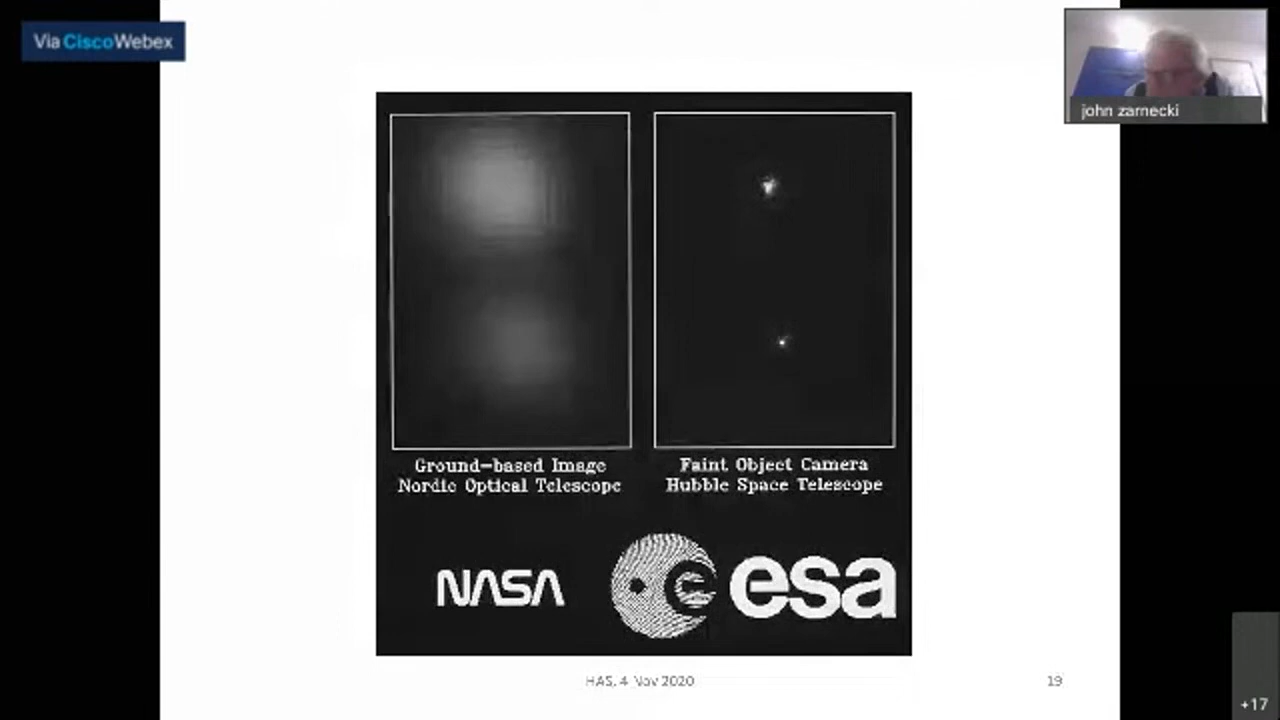 Via CiscoWebex
john zarnecki
Ground-based Image
Nordic Optical Telescope
Faint Object Camera
Hubble Space Telescope
NASA
esa
HAS, 4 Nov 2020
19
+17